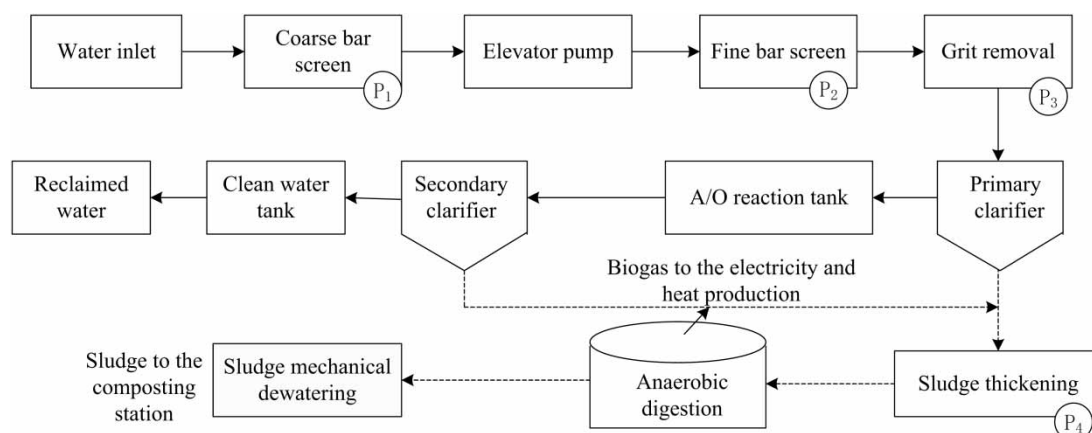 Water inlet
Coarse bar
screen
P1
Elevator pump
Fine bar screen
P2
Grit removal
P3
Reclaimed
water
Clean water
tank
Secondary
clarifier
A/O reaction tank
Primary
clarifier
Biogas to the electricity and
heat production
Sludge to the
composting
station
Sludge mechanical
dewatering
Anaerobic
digestion
Sludge thickening
P4